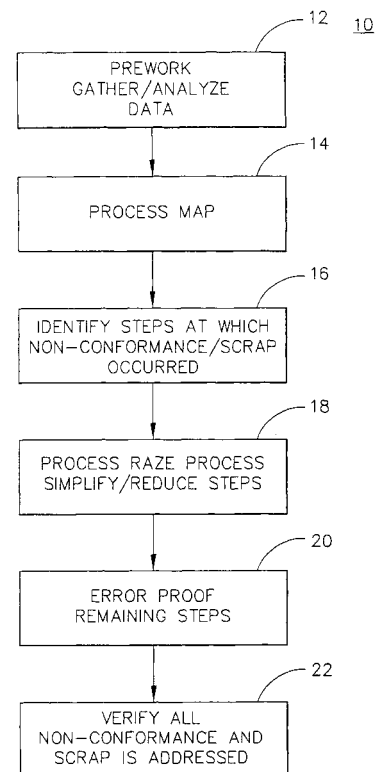 12
10
PREWORK
GATHER/ANALYZE
DATA
14
PROCESS MAP
16
IDENTIFY STEPS AT WHICH
NON-CONFORMANCE/SCRAP
OCCURRED
18
PROCESS RAZE PROCESS
SIMPLIFY/REDUCE STEPS
20
ERROR PROOF
REMAINING STEPS
22
VERIFY ALL
NON-CONFORMANCE AND
SCRAP IS ADDRESSED